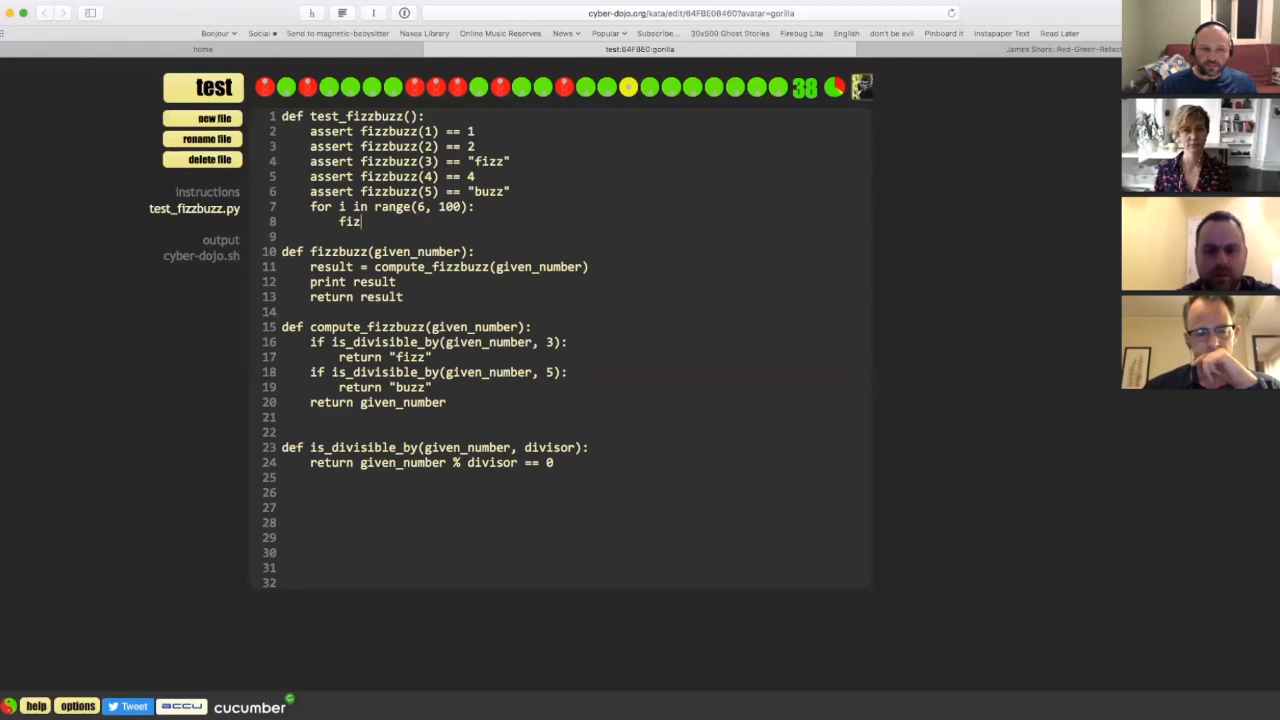 cyber-dojo.org/kata/edit/64FBE08460?avatar=gorilla
Bonjour Social Send to magnetic-babysitter Naxos Library Online Music Reserves News Popular Subscribe... 30x500 Ghost Stories Firebug Lite English don't be evil Pinboard it Instapaper Text Read Later
home test:64FBE0:gorilla James Shore: Red-Green-Refact
test
38
new file
rename file
delete file
instructions
test_fizzbuzz.py
output
cyber-dojo.sh
1 def test_fizzbuzz():
2 assert fizzbuzz(1) == 1
3 assert fizzbuzz(2) == 2
4 assert fizzbuzz(3) == "fizz"
5 assert fizzbuzz(4) == 4
6 assert fizzbuzz(5) == "buzz"
7 for i in range(6, 100):
8 fiz
9
10 def fizzbuzz(given_number):
11 result = compute_fizzbuzz(given_number)
12 print result
13 return result
14
15 def compute_fizzbuzz(given_number):
16 if is_divisible_by(given_number, 3):
17 return "fizz"
18 if is_divisible_by(given_number, 5):
19 return "buzz"
20 return given_number
21
22
23 def is_divisible_by(given_number, divisor):
24 return given_number % divisor == 0
25
26
27
28
29
30
31
32
help options Tweet accu cucumber